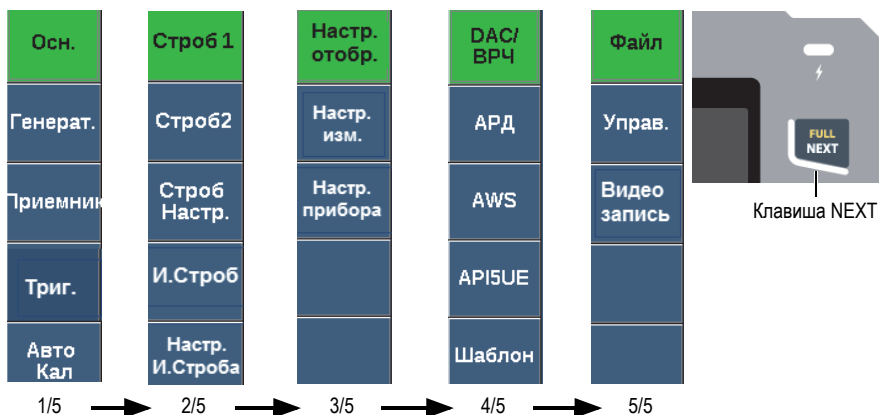 Осн.
Генерат.
Приемник
Триг.
Авто
Кал
1/5
Строб 1
Строб2
Строб
Настр.
И.Строб
Настр.
И.Строба
2/5
Настр.
отобр.
Настр.
изм.
Настр.
прибора
3/5
DAC/
ВРЧ
АРД
AWS
API5UE
Шаблон
4/5
Файл
Управ.
Видео
запись
5/5
FULL
NEXT
Клавиша NEXT